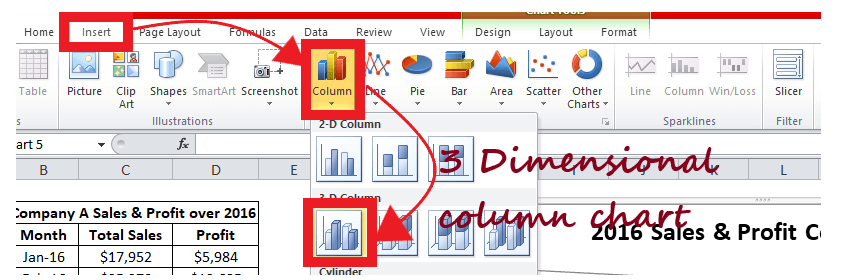 Chart Tools
Home Insert Page Layout Formulas Data Review View Design Layout Format
Table Picture Clip Art Shapes SmartArt Screenshot Column Line Pie Bar Area Scatter Other Charts Line Column Win/Loss Slicer
s Illustrations Sparklines Filter
2-D Column
art 5 fx
B C D E J K L
3 Dimensional
3-D Column
column chart
Company A Sales & Profit over 2016
Month Total Sales Profit
2016 Sales & Profit Co
Jan-16 $17,952 $5,984
Cylinder